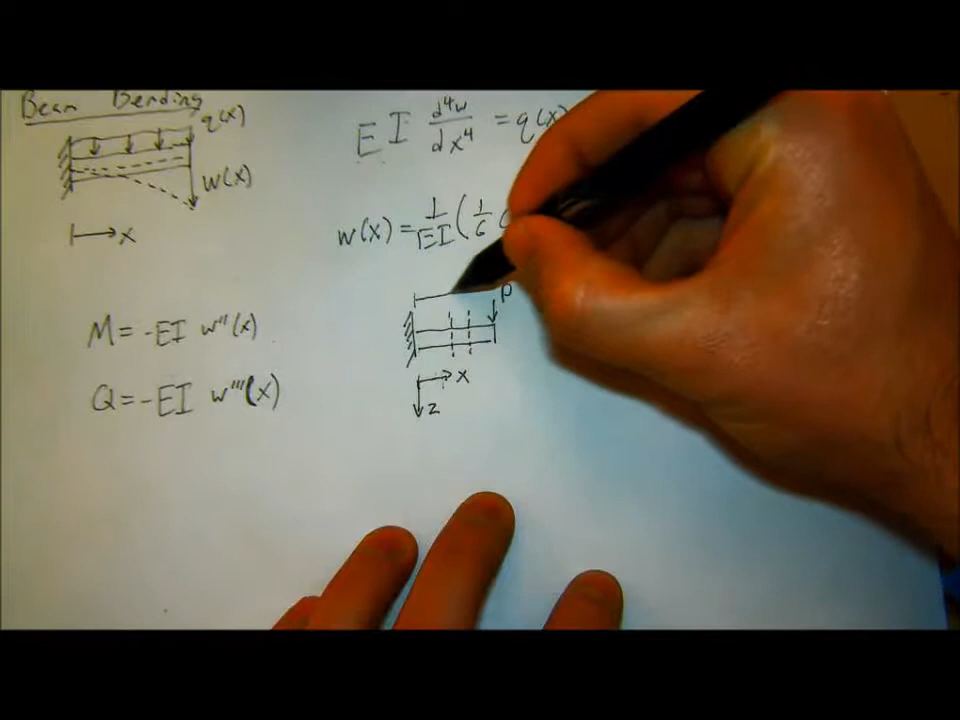 Beam Bending
q(x)
w(x)
x
EI d⁴w/dx⁴ = q(x)
w(x) = 1/EI (1/6 C
P
x
z
M = -EI w''(x)
Q = -EI w'''(x)